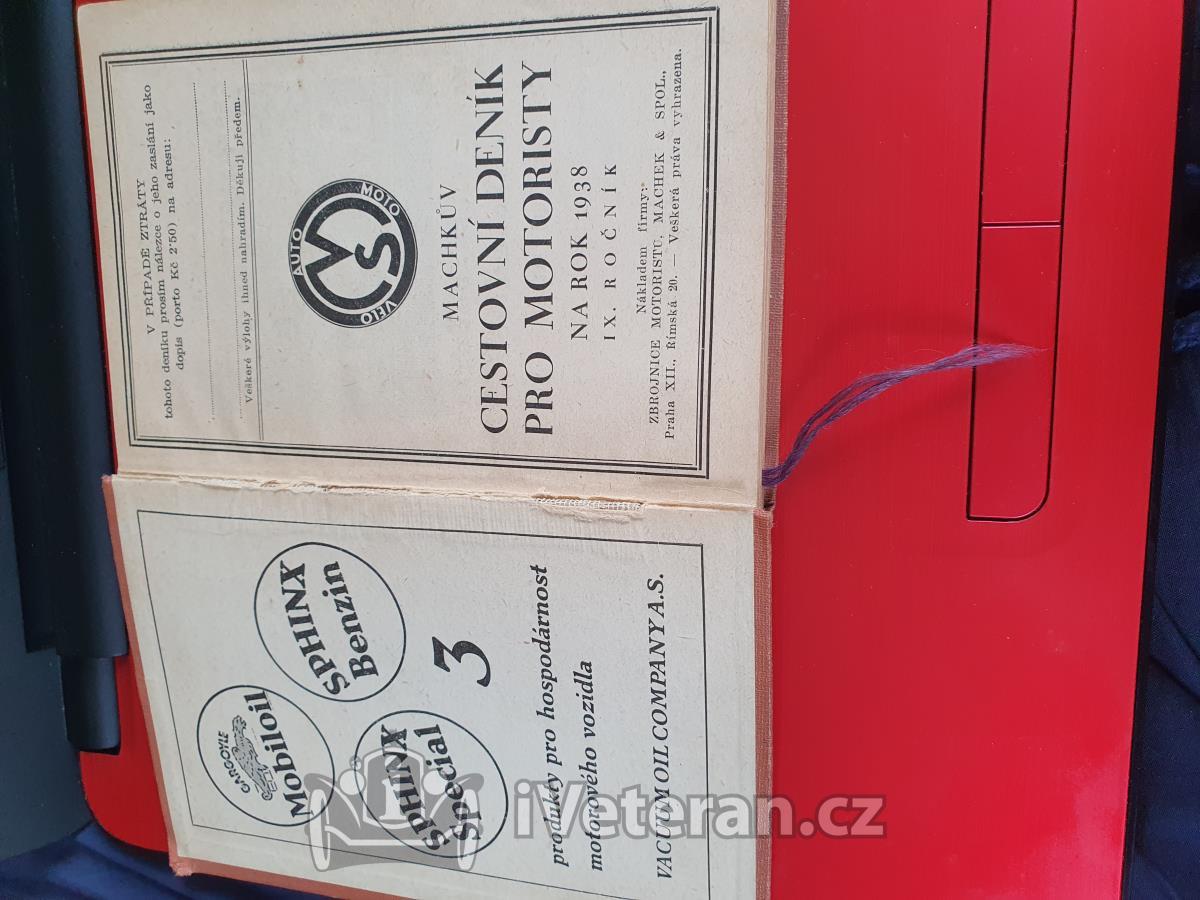 GARGOYLE
Mobiloil
SPHINX
Benzin
SPHINX
Special
3
produkty pro hospodárnost
motorového vozidla
VACUUM OIL COMPANY A.S.
V PŘÍPADĚ ZTRÁTY
tohoto deníku prosím nálezce o jeho zaslání jako
dopis (porto Kč 2·50) na adresu:
Veškeré výlohy ihned nahradím. Děkuji předem.
AUTO
MOTO
VELO
MACHKŮV
CESTOVNÍ DENÍK
PRO MOTORISTY
NA ROK 1938
IX. ROČNÍK
Nákladem firmy:
ZBROJNICE MOTORISTŮ, MACHEK & SPOL.,
Praha XII., Římská 20. — Veškerá práva vyhrazena.
iVeteran.cz